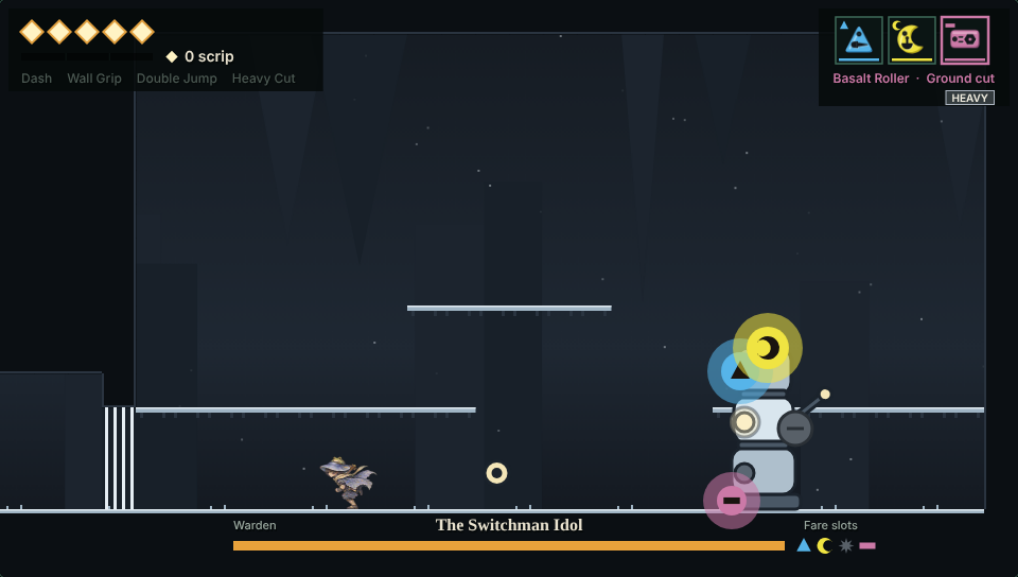 0 scrip
Dash Wall Grip Double Jump Heavy Cut
Basalt Roller · Ground cut
HEAVY
Warden
The Switchman Idol
Fare slots